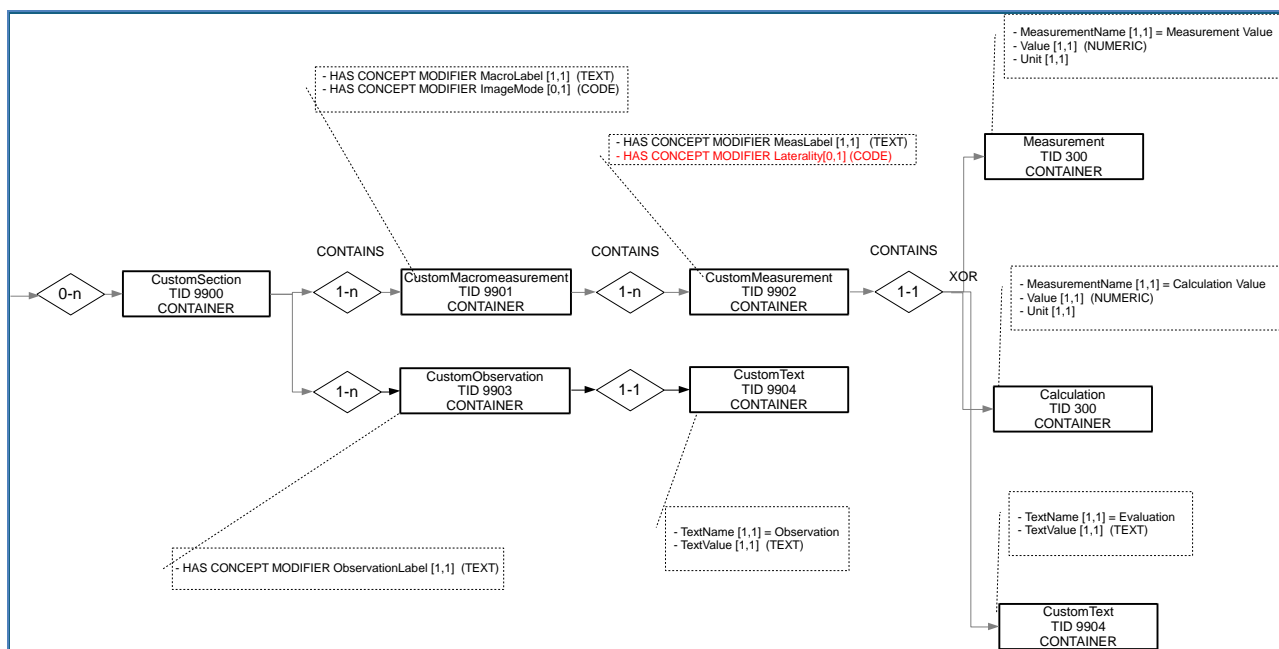 - MeasurementName [1,1] = Measurement Value
- Value [1,1]  (NUMERIC)
- Unit [1,1]
- HAS CONCEPT MODIFIER MacroLabel [1,1]  (TEXT)
- HAS CONCEPT MODIFIER ImageMode [0,1]  (CODE)
- HAS CONCEPT MODIFIER MeasLabel [1,1]   (TEXT)
- HAS CONCEPT MODIFIER Laterality[0,1] (CODE)
Measurement
TID 300
CONTAINER
CONTAINS
CONTAINS
CONTAINS
0-n
CustomSection
TID 9900
CONTAINER
1-n
CustomMacromeasurement
TID 9901
CONTAINER
1-n
CustomMeasurement
TID 9902
CONTAINER
1-1
XOR
- MeasurementName [1,1] = Calculation Value
- Value [1,1]  (NUMERIC)
- Unit [1,1]
1-n
CustomObservation
TID 9903
CONTAINER
1-1
CustomText
TID 9904
CONTAINER
Calculation
TID 300
CONTAINER
- TextName [1,1] = Observation
- TextValue [1,1]  (TEXT)
- TextName [1,1] = Evaluation
- TextValue [1,1]  (TEXT)
- HAS CONCEPT MODIFIER ObservationLabel [1,1]  (TEXT)
CustomText
TID 9904
CONTAINER